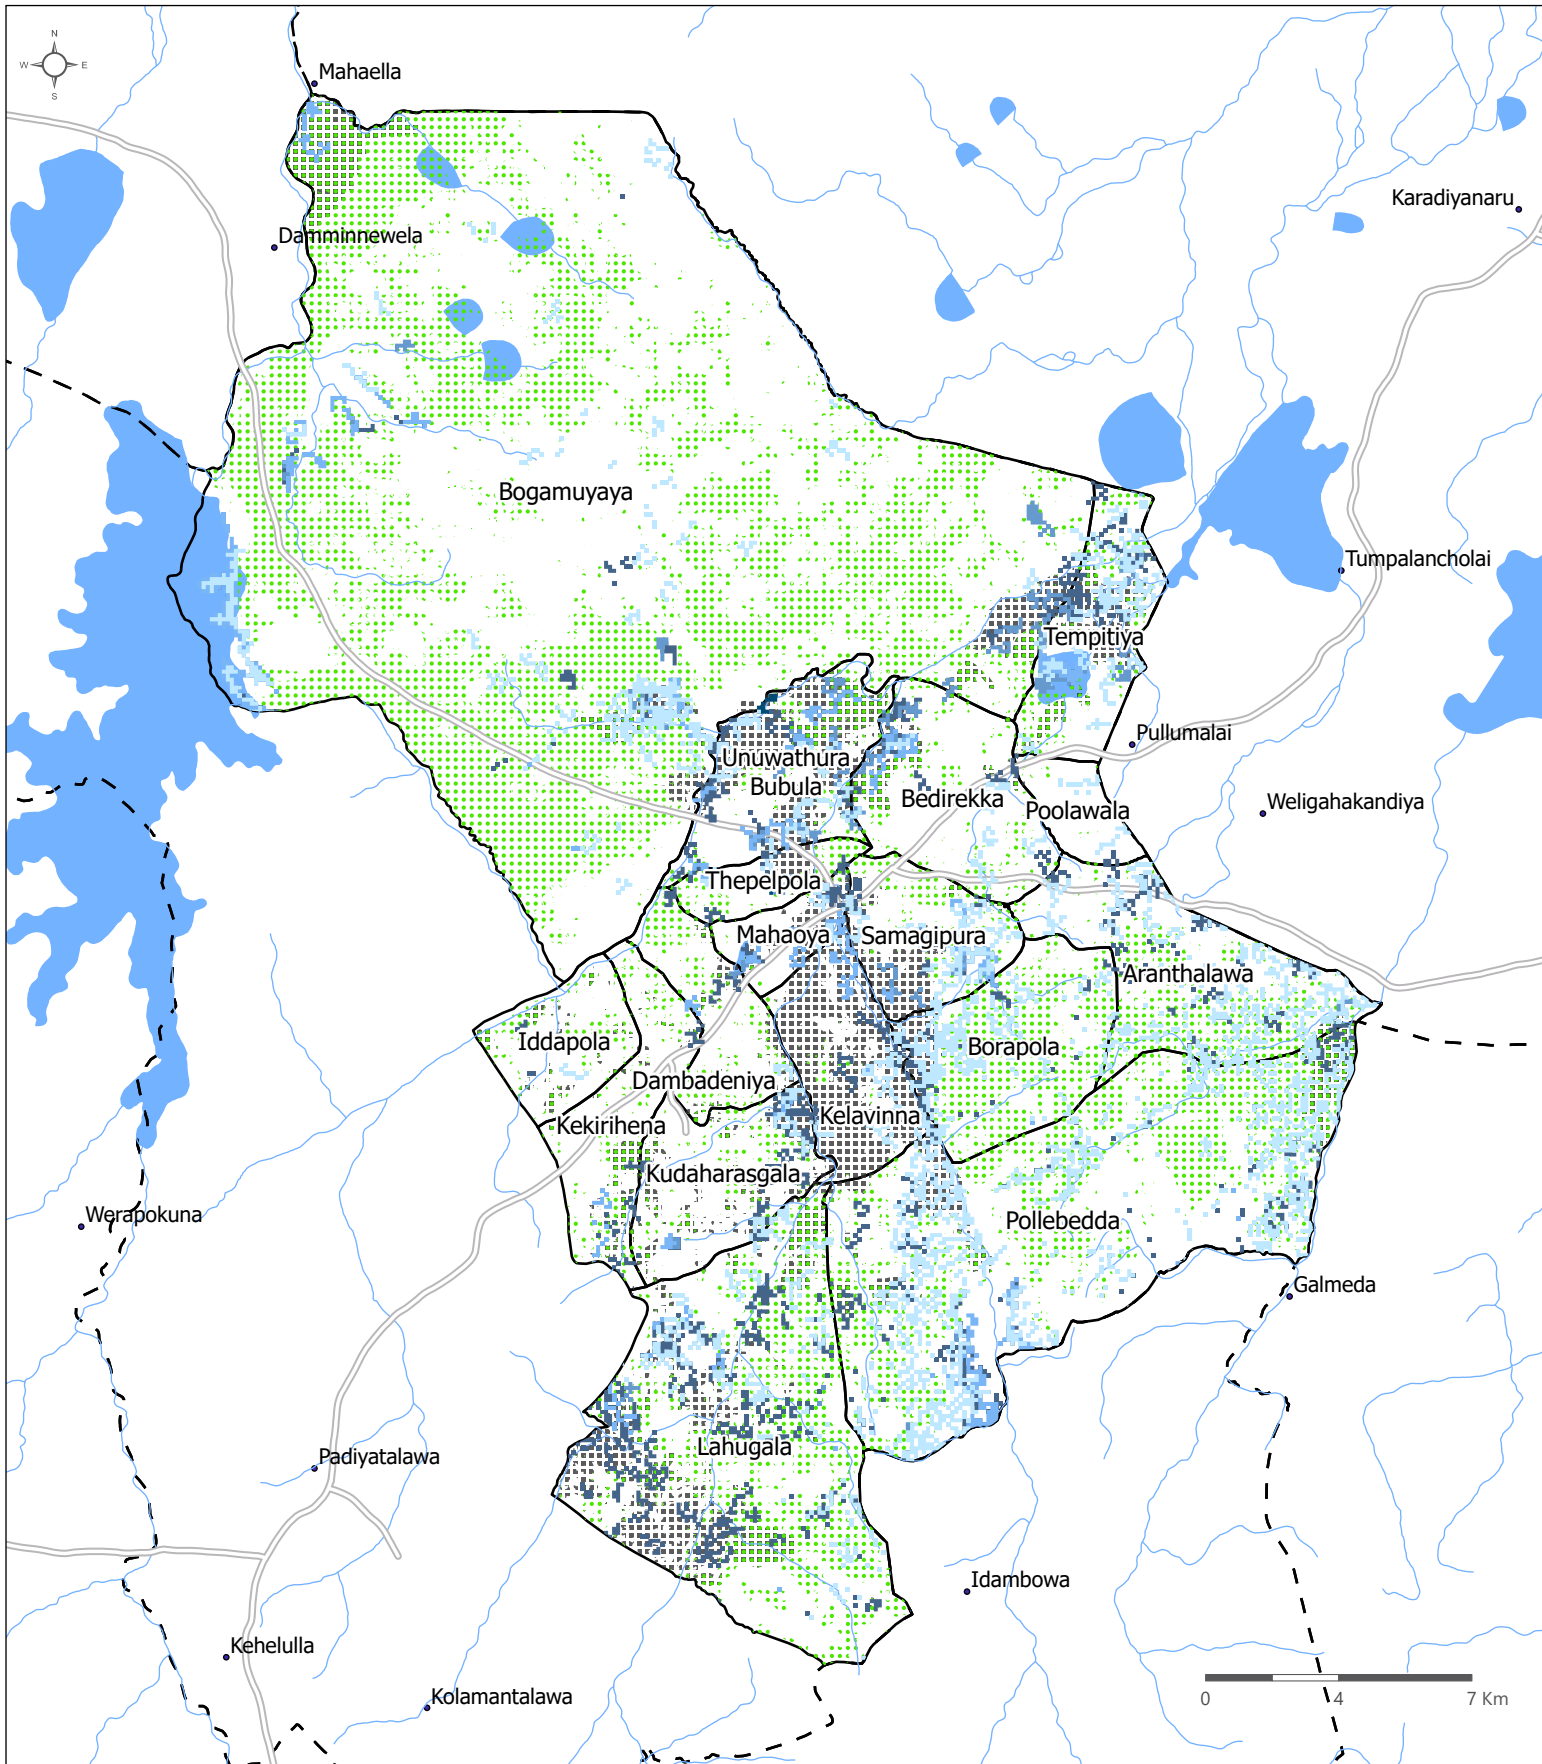 N
W E
S
Mahaella
Karadiyanaru
Damminnewela
Bogamuyaya
Tumpalancholai
Tempitiya
Pullumalai
Unuwathura
Bubula
Bedirekka
Poolawala
Weligahakandiya
Thepelpola
Mahaoya
Samagipura
Aranthalawa
Iddapola
Borapola
Dambadeniya
Kekirihena
Kelavinna
Kudaharasgala
Werapokuna
Pollebedda
Galmeda
Lahugala
Padiyatalawa
Idambowa
Kehelulla
Kolamantalawa
0 4 7 Km